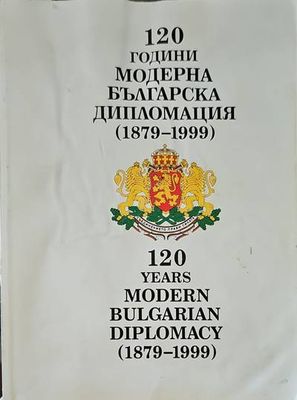 120
ГОДИНИ
МОДЕРНА
БЪЛГАРСКА
ДИПЛОМАЦИЯ
(1879–1999)
120
YEARS
MODERN
BULGARIAN
DIPLOMACY
(1879–1999)